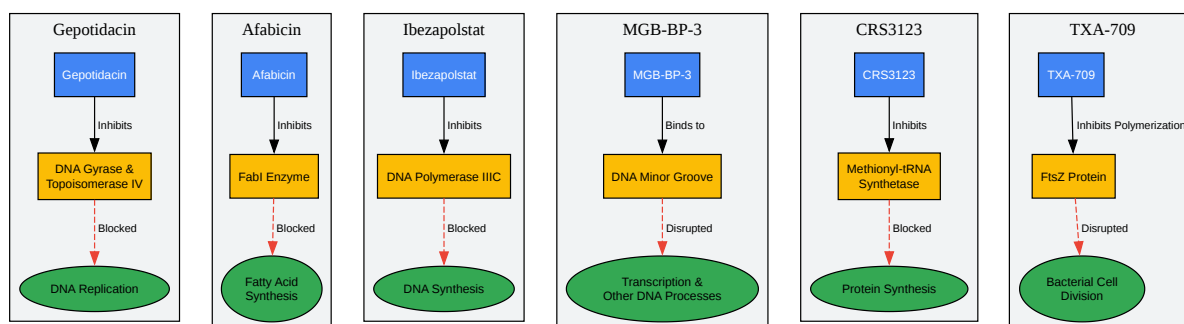 Gepotidacin
Gepotidacin
Inhibits
DNA Gyrase &
Topoisomerase IV
Blocked
DNA Replication
Afabicin
Afabicin
Inhibits
FabI Enzyme
Blocked
Fatty Acid
Synthesis
Ibezapolstat
Ibezapolstat
Inhibits
DNA Polymerase IIIC
Blocked
DNA Synthesis
MGB-BP-3
MGB-BP-3
Binds to
DNA Minor Groove
Disrupted
Transcription &
Other DNA Processes
CRS3123
CRS3123
Inhibits
Methionyl-tRNA
Synthetase
Blocked
Protein Synthesis
TXA-709
TXA-709
Inhibits Polymerization
FtsZ Protein
Disrupted
Bacterial Cell
Division